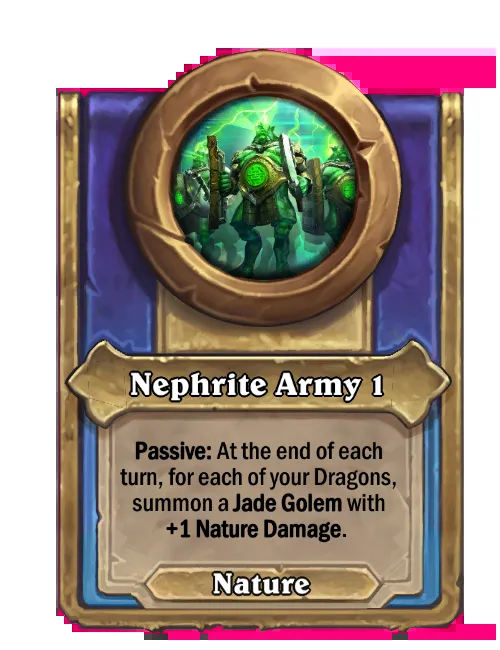 Nephrite Army 1
Passive: At the end of each
turn, for each of your Dragons,
summon a Jade Golem with
+1 Nature Damage.
Nature